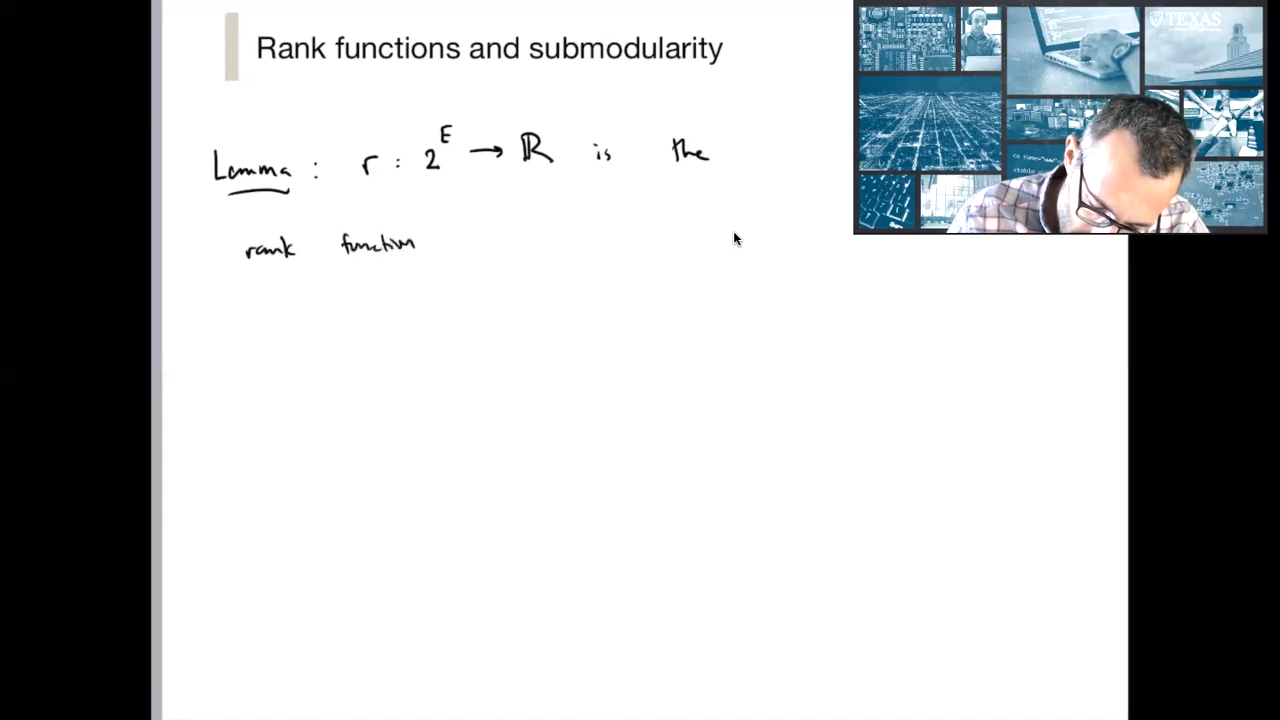 Rank functions and submodularity
TEXAS
Lemma : r : 2^E → ℝ is the
rank function